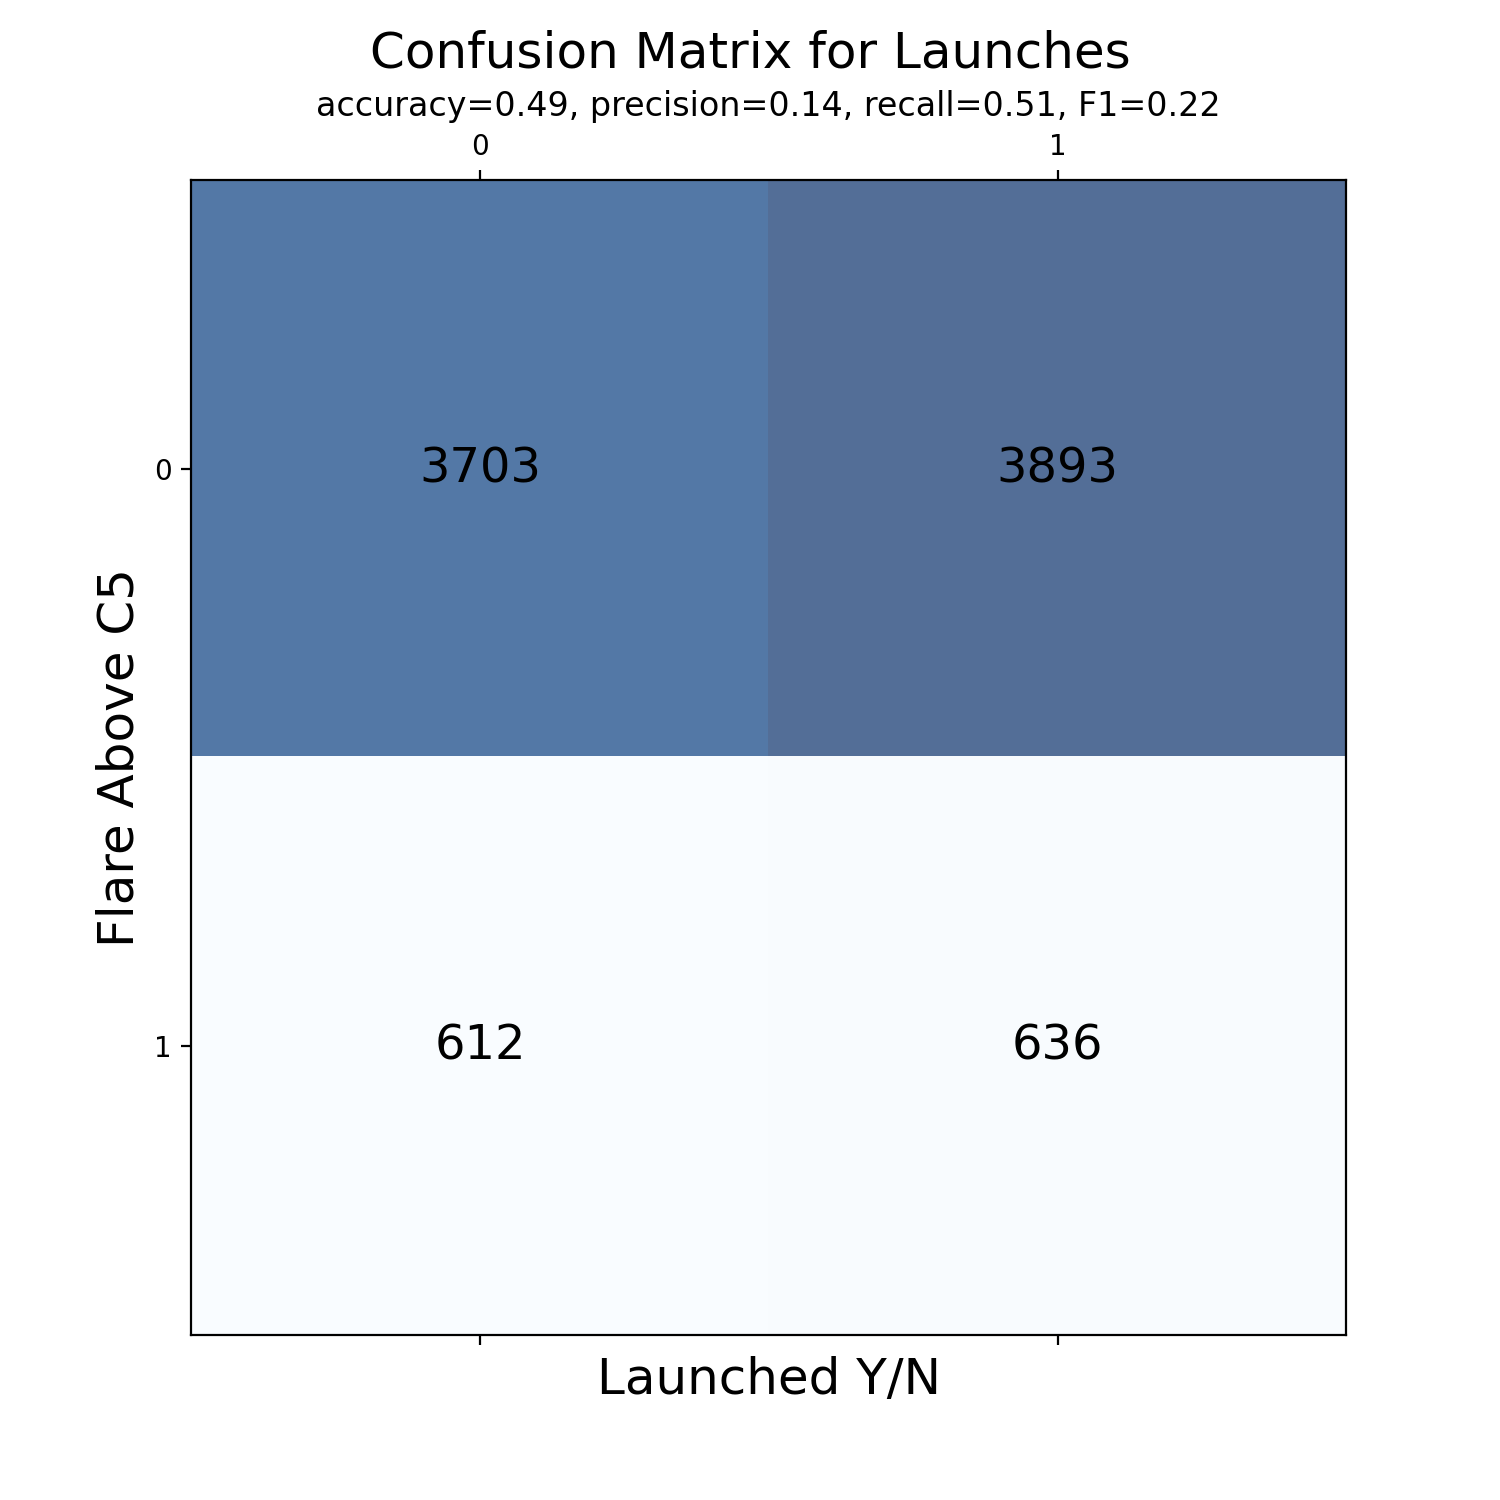 Confusion Matrix for Launches
accuracy=0.49, precision=0.14, recall=0.51, F1=0.22
0 1
0
3703 3893
Flare Above C5
1
612 636
Launched Y/N